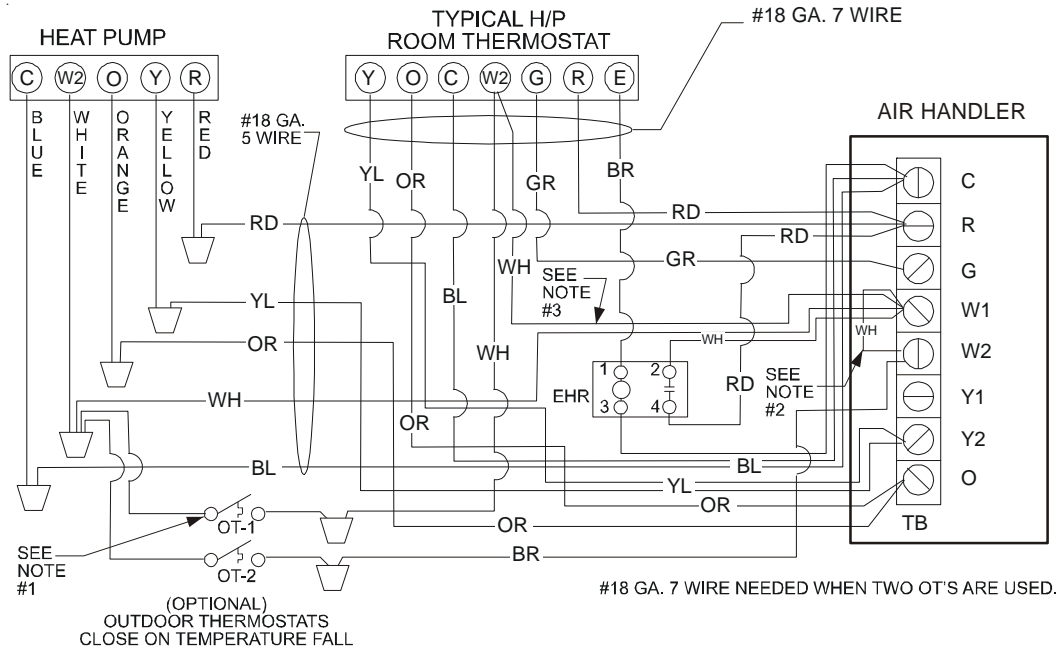 #18 GA. 7 WIRE
TYPICAL H/P
ROOM THERMOSTAT
HEAT PUMP
C W2 O Y R
Y O C W2 G R E
BLUE
WHITE
ORANGE
YELLOW
RED
#18 GA.
5 WIRE
AIR HANDLER
YL
OR
GR
BR
C
RD
RD
R
RD
GR
G
WH
SEE
NOTE
#3
BL
YL
W1
WH
WH
OR
WH
W2
1 2
EHR
3 4
RD
SEE
NOTE
#2
Y1
WH
OR
Y2
BL
BL
YL
O
OR
OT-1
OR
TB
SEE
NOTE
#1
OT-2
BR
#18 GA. 7 WIRE NEEDED WHEN TWO OT'S ARE USED.
(OPTIONAL)
OUTDOOR THERMOSTATS
CLOSE ON TEMPERATURE FALL